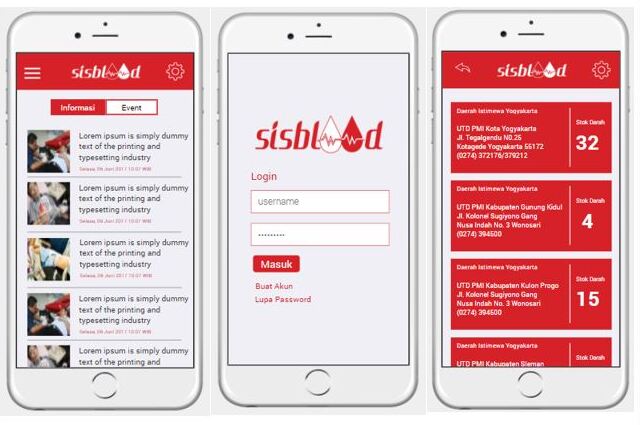 sisblood
Informasi
Event
Lorem ipsum is simply dummy
text of the printing and
typesetting industry
Selasa, 06 Juni 2017 10:07 WIB
Lorem ipsum is simply dummy
text of the printing and
typesetting industry
Selasa, 06 Juni 2017 10:07 WIB
Lorem ipsum is simply dummy
text of the printing and
typesetting industry
Selasa, 06 Juni 2017 10:07 WIB
Lorem ipsum is simply dummy
text of the printing and
typesetting industry
Selasa, 06 Juni 2017 10:07 WIB
Lorem ipsum is simply dummy
text of the printing and
sisblood
Login
username
Masuk
Buat Akun
Lupa Password
sisblood
Daerah Istimewa Yogyakarta
UTD PMI Kota Yogyakarta
Jl. Tegalgendu N0.25
Kotagede Yogyakarta 55172
(0274) 372176/379212
Stok Darah
32
Daerah Istimewa Yogyakarta
UTD PMI Kabupaten Gunung Kidul
Jl. Kolonel Sugiyono Gang
Nusa Indah No. 3 Wonosari
(0274) 394500
Stok Darah
4
Daerah Istimewa Yogyakarta
UTD PMI Kabupaten Kulon Progo
Jl. Kolonel Sugiyono Gang
Nusa Indah No. 3 Wonosari
(0274) 394500
Stok Darah
15
Daerah Istimewa Yogyakarta
UTD PMI Kabupaten Sleman
Stok Darah